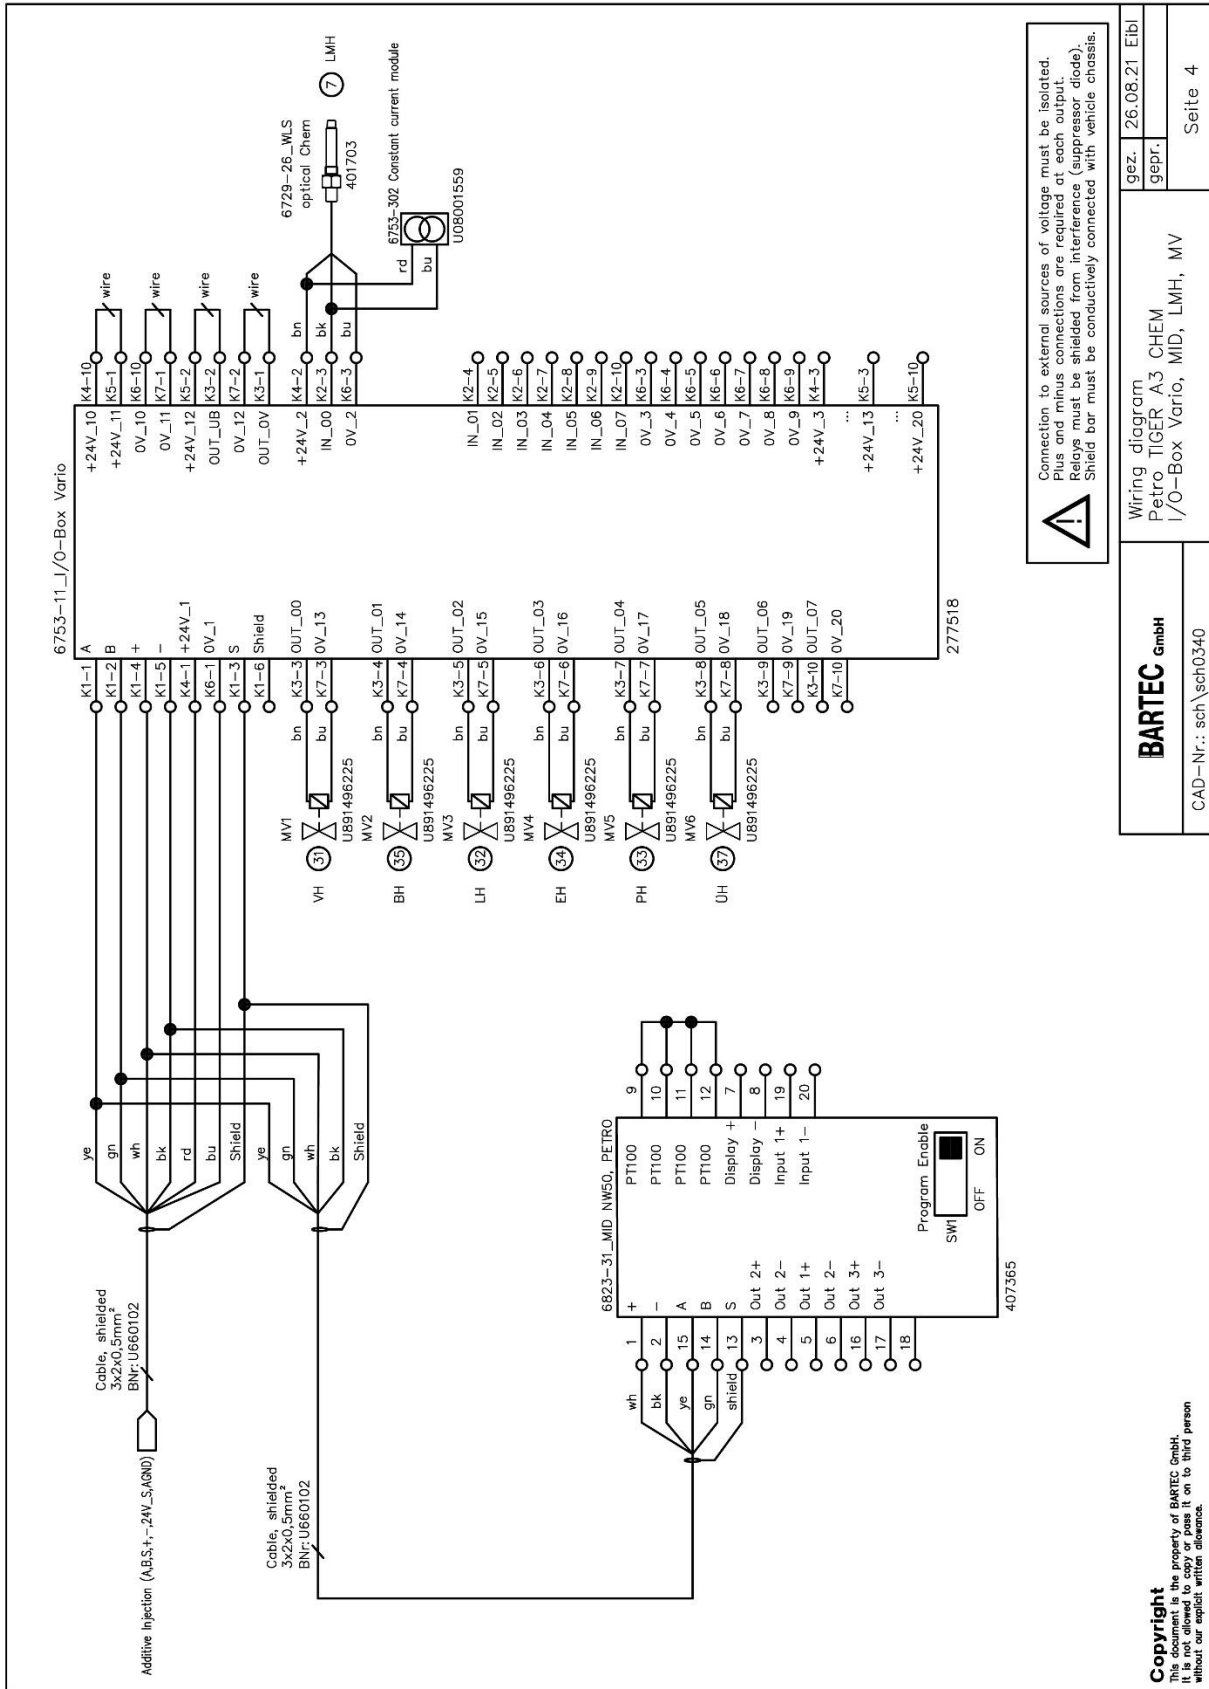 Additive Injection (A,B,S,+,-,24V_S,AGND)
Cable, shielded
3x2x0,5mm²
BNr: U660102
ye
gn
wh
bk
rd
bu
Shield
ye
gn
wh
bk
Shield
Cable, shielded
3x2x0,5mm²
BNr: U660102
6753-11_I/O-Box Vario
K1-1 A
K1-2 B
K1-4 +
K1-5 -
K4-1 +24V_1
K6-1 0V_1
K1-3 S
K1-6 Shield
K3-3 OUT_00
K7-3 0V_13
K3-4 OUT_01
K7-4 0V_14
K3-5 OUT_02
K7-5 0V_15
K3-6 OUT_03
K7-6 0V_16
K3-7 OUT_04
K7-7 0V_17
K3-8 OUT_05
K7-8 0V_18
K3-9 OUT_06
K7-9 0V_19
K3-10 OUT_07
K7-10 0V_20
277518
VH 31 MV1 bn bu U891496225
BH 35 MV2 bn bu U891496225
LH 32 MV3 bn bu U891496225
EH 34 MV4 bn bu U891496225
PH 33 MV5 bn bu U891496225
ÜH 37 MV6 bn bu U891496225
+24V_10 K4-10
wire
+24V_11 K5-1
0V_10 K6-10
wire
0V_11 K7-1
+24V_12 K5-2
wire
OUT_UB K3-2
0V_12 K7-2
wire
OUT_0V K3-1
+24V_2 K4-2 bn
IN_00 K2-3 bk
0V_2 K6-3 bu
6729-26_WLS
optical Chem
401703
7 LMH
6753-302 Constant current module
rd
bu
U08001559
IN_01 K2-4
IN_02 K2-5
IN_03 K2-6
IN_04 K2-7
IN_05 K2-8
IN_06 K2-9
IN_07 K2-10
0V_3 K6-3
0V_4 K6-4
0V_5 K6-5
0V_6 K6-6
0V_7 K6-7
0V_8 K6-8
0V_9 K6-9
+24V_3 K4-3
...
+24V_13 K5-3
...
+24V_20 K5-10
6823-31_MID NW50, PETRO
wh 1 +
bk 2 -
ye 15 A
gn 14 B
shield 13 S
3 Out 2+
4 Out 2-
5 Out 1+
6 Out 2-
16 Out 3+
17 Out 3-
18
PT100 9
PT100 10
PT100 11
PT100 12
Display + 7
Display - 8
Input 1+ 19
Input 1- 20
Program Enable
SW1
OFF ON
407365
Connection to external sources of voltage must be isolated.
Plus and minus connections are required at each output.
Relays must be shielded from interference (suppressor diode).
Shield bar must be conductively connected with vehicle chassis.
BARTEC GmbH
CAD-Nr.: sch\sch0340
Wiring diagram
Petro TIGER A3 CHEM
I/O-Box Vario, MID, LMH, MV
gez. 26.08.21 Eibl
gepr.
Seite 4
Copyright
This document is the property of BARTEC GmbH.
It is not allowed to copy or pass it on to third person
without our explicit written allowance.